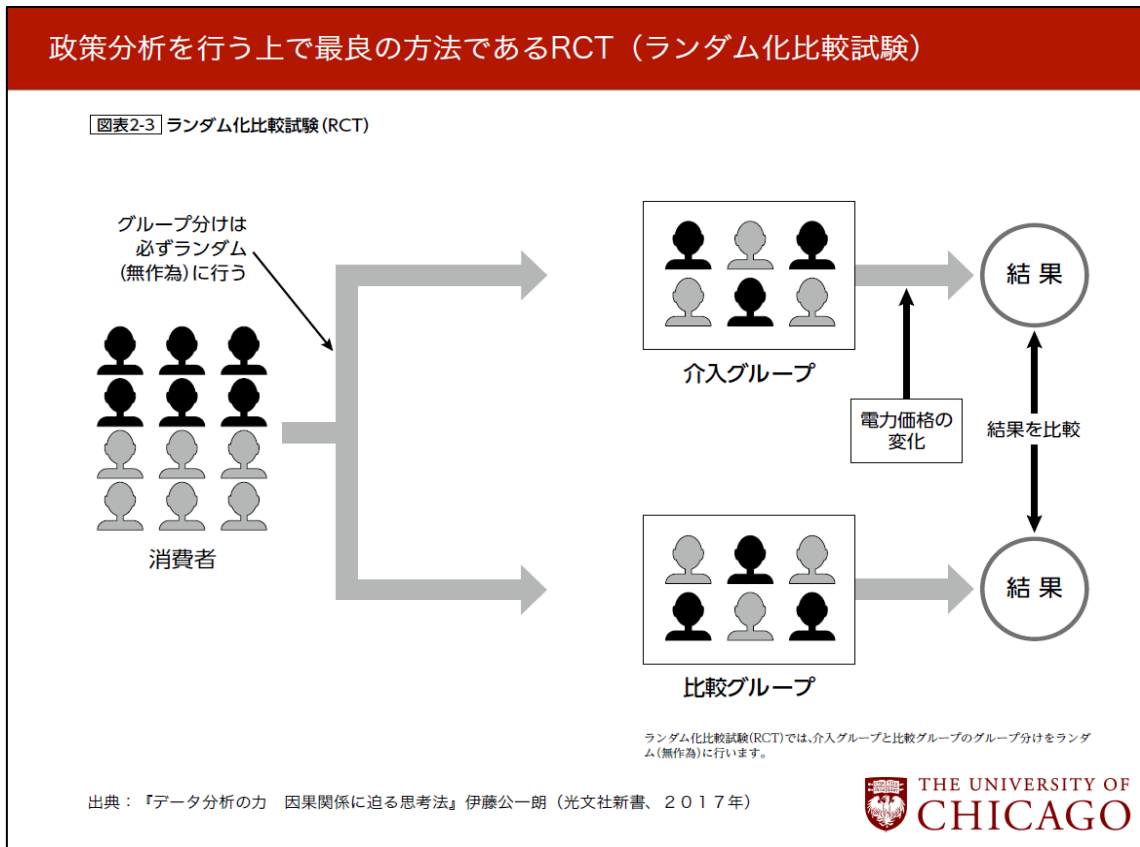 政策分析を行う上で最良の方法であるRCT（ランダム化比較試験）
図表2-3 ランダム化比較試験(RCT)
グループ分けは
必ずランダム
(無作為)に行う
消費者
介入グループ
電力価格の
変化
結果
結果を比較
結果
比較グループ
ランダム化比較試験(RCT)では、介入グループと比較グループのグループ分けをランダ
ム(無作為)に行います。
出典：『データ分析の力　因果関係に迫る思考法』伊藤公一朗（光文社新書、２０１７年）
THE UNIVERSITY OF
CHICAGO